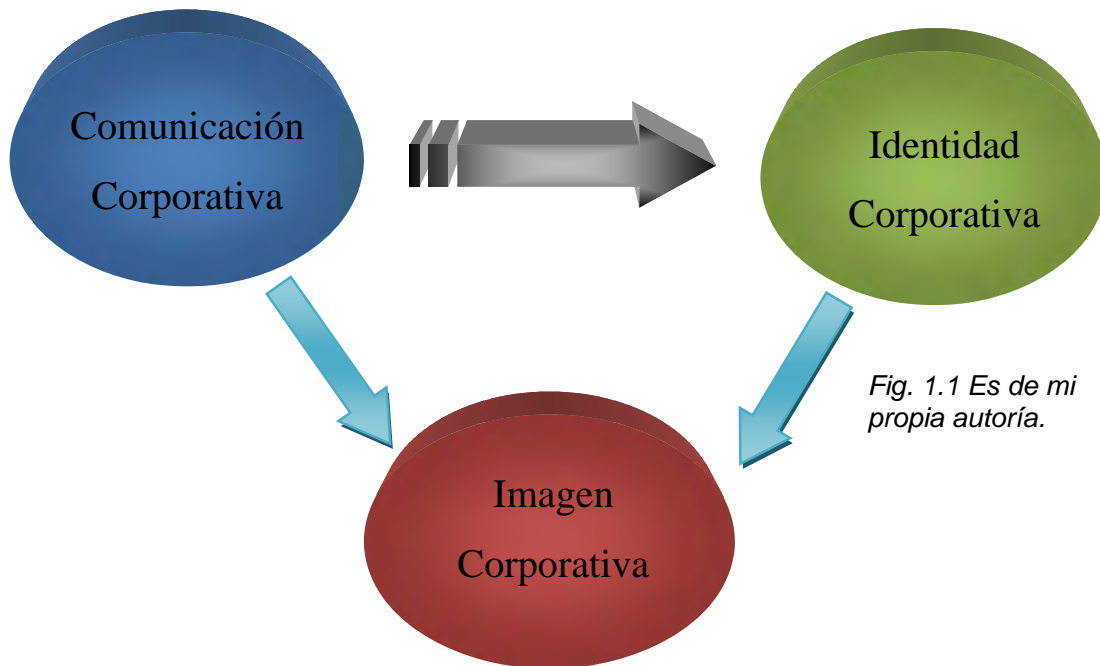 Comunicación
Corporativa
Identidad
Corporativa
Fig. 1.1 Es de mi
propia autoría.
Imagen
Corporativa